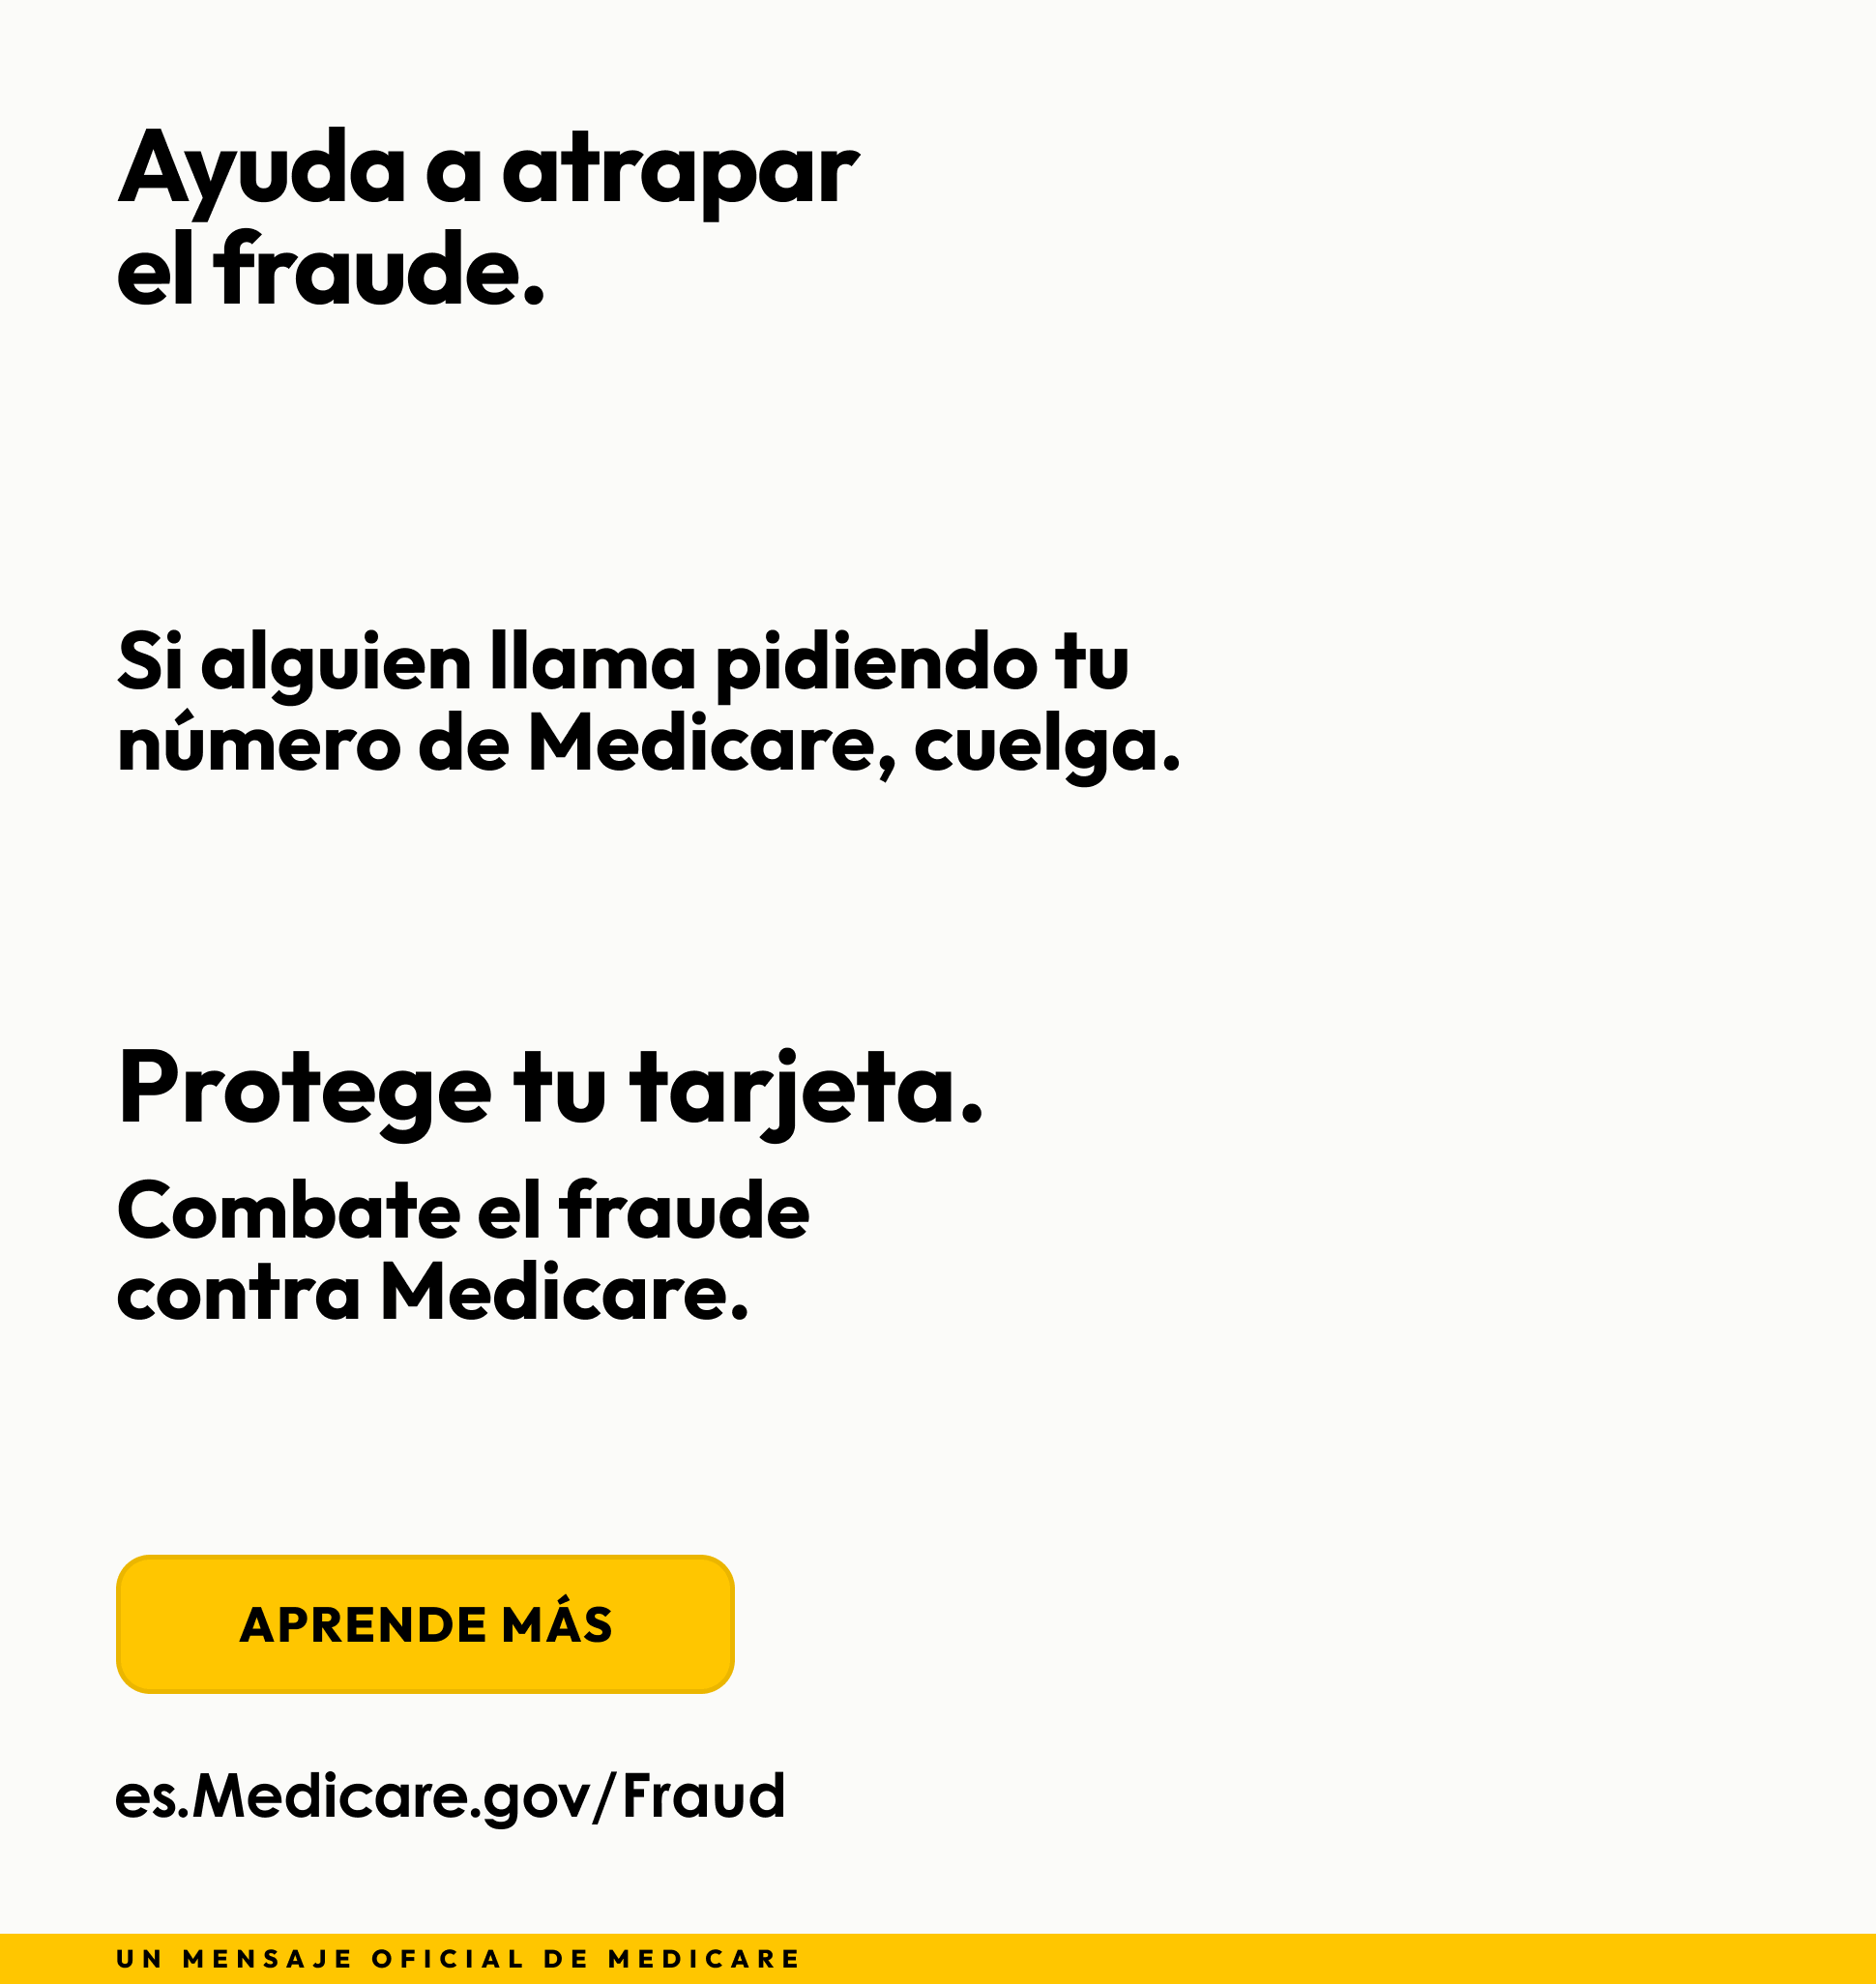 Ayuda a atrapar
el fraude.
Si alguien llama pidiendo tu
número de Medicare, cuelga.
Protege tu tarjeta.
Combate el fraude
contra Medicare.
APRENDE MÁS
es.Medicare.gov/Fraud
UN MENSAJE OFICIAL DE MEDICARE